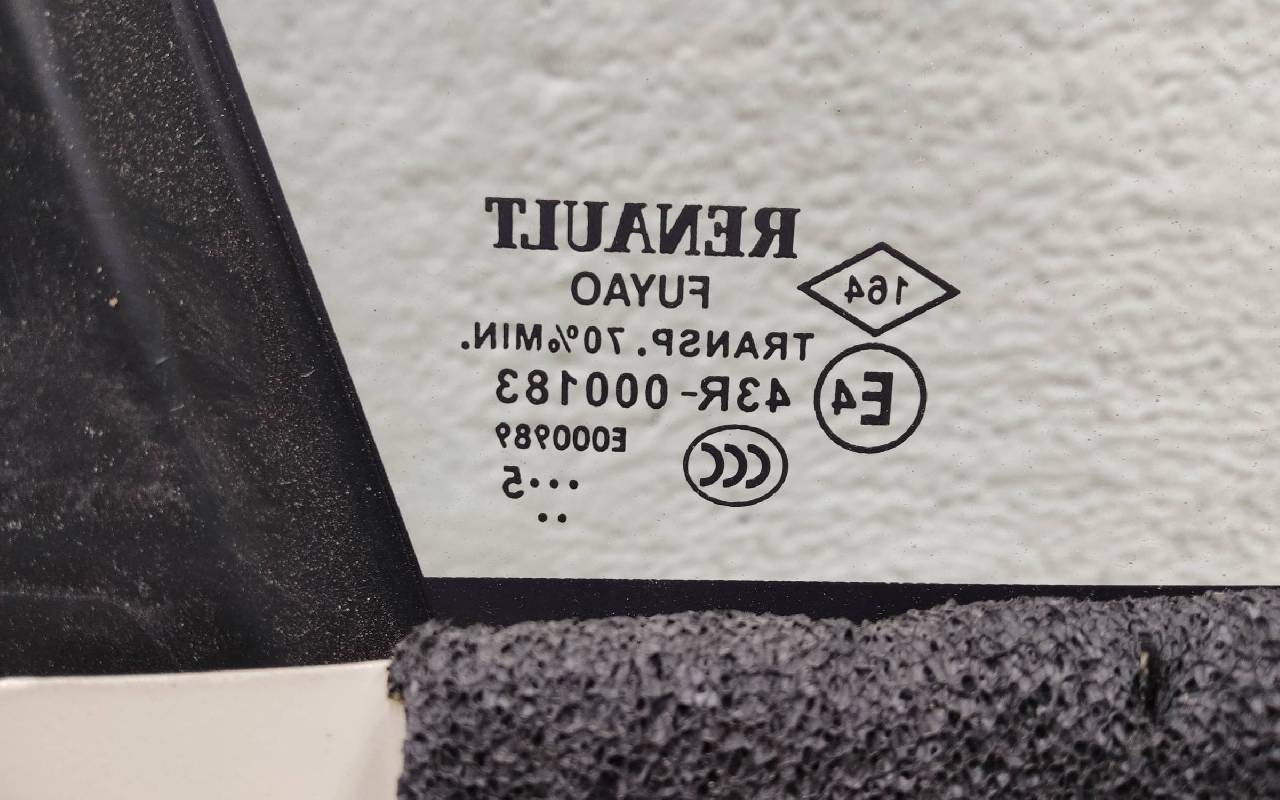 RENAULT
164
FUYAO
TRANSP. 70%MIN.
E4
43R-000183
E000989
CCC
...5
..